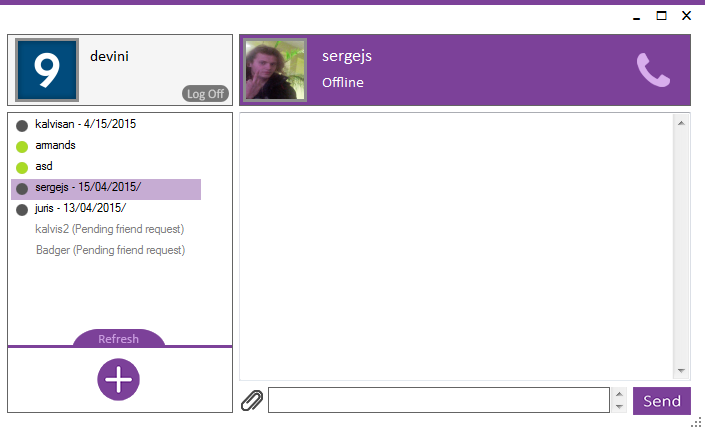 9
devini
Log Off
sergejs
Offline
kalvisan - 4/15/2015
armands
asd
sergejs - 15/04/2015/
juris - 13/04/2015/
kalvis2 (Pending friend request)
Badger (Pending friend request)
Refresh
Send